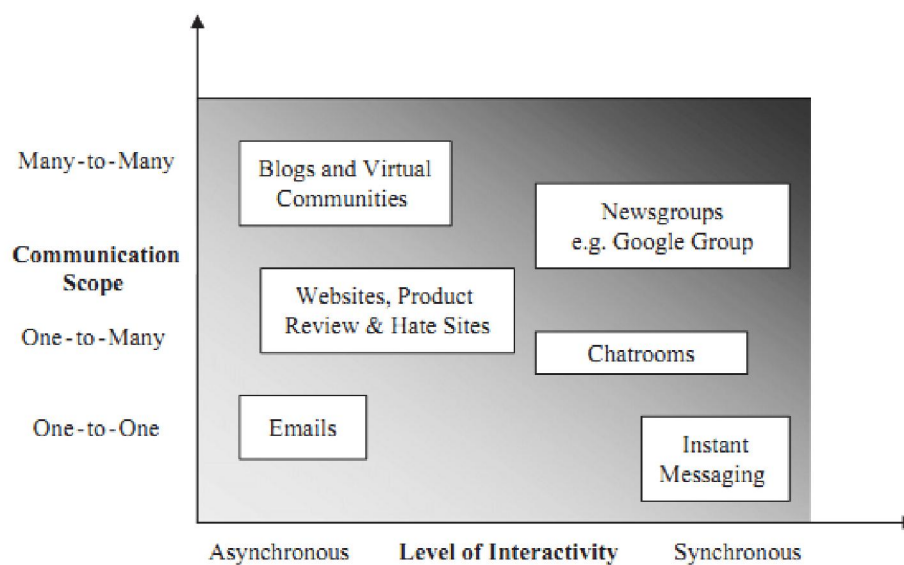 Many-to-Many
Blogs and Virtual
Communities
Newsgroups
e.g. Google Group
Communication
Scope
Websites, Product
Review & Hate Sites
One-to-Many
Chatrooms
One-to-One
Emails
Instant
Messaging
Asynchronous
Level of Interactivity
Synchronous